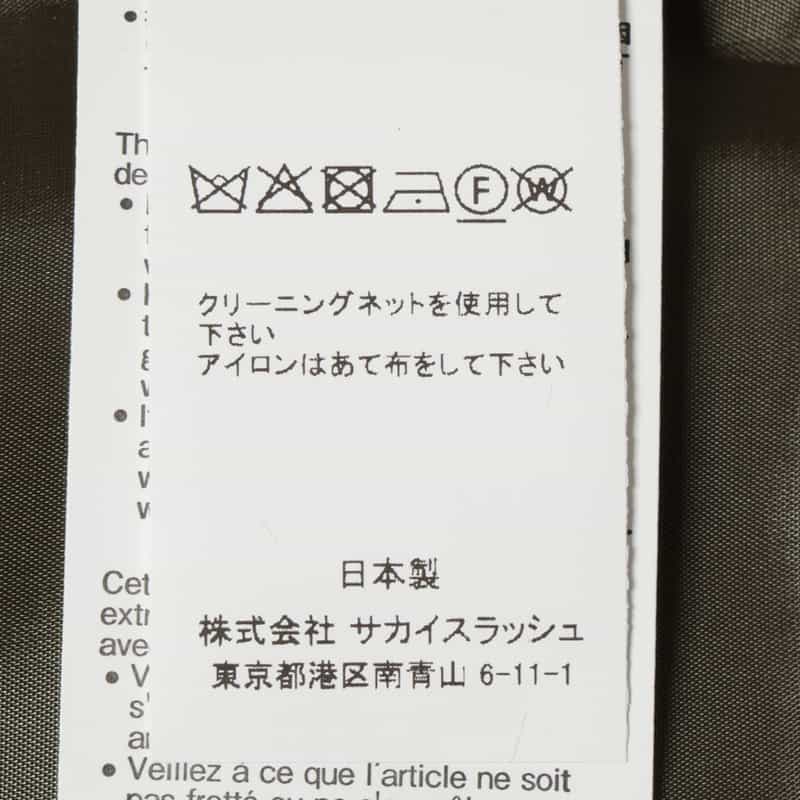 Th
de
F
W
クリーニングネットを使用して
下さい
アイロンはあて布をして下さい
日本製
株式会社 サカイスラッシュ
東京都港区南青山 6-11-1
Cet
extr
ave
• V
s'
• Veillez à ce que l'article ne soit